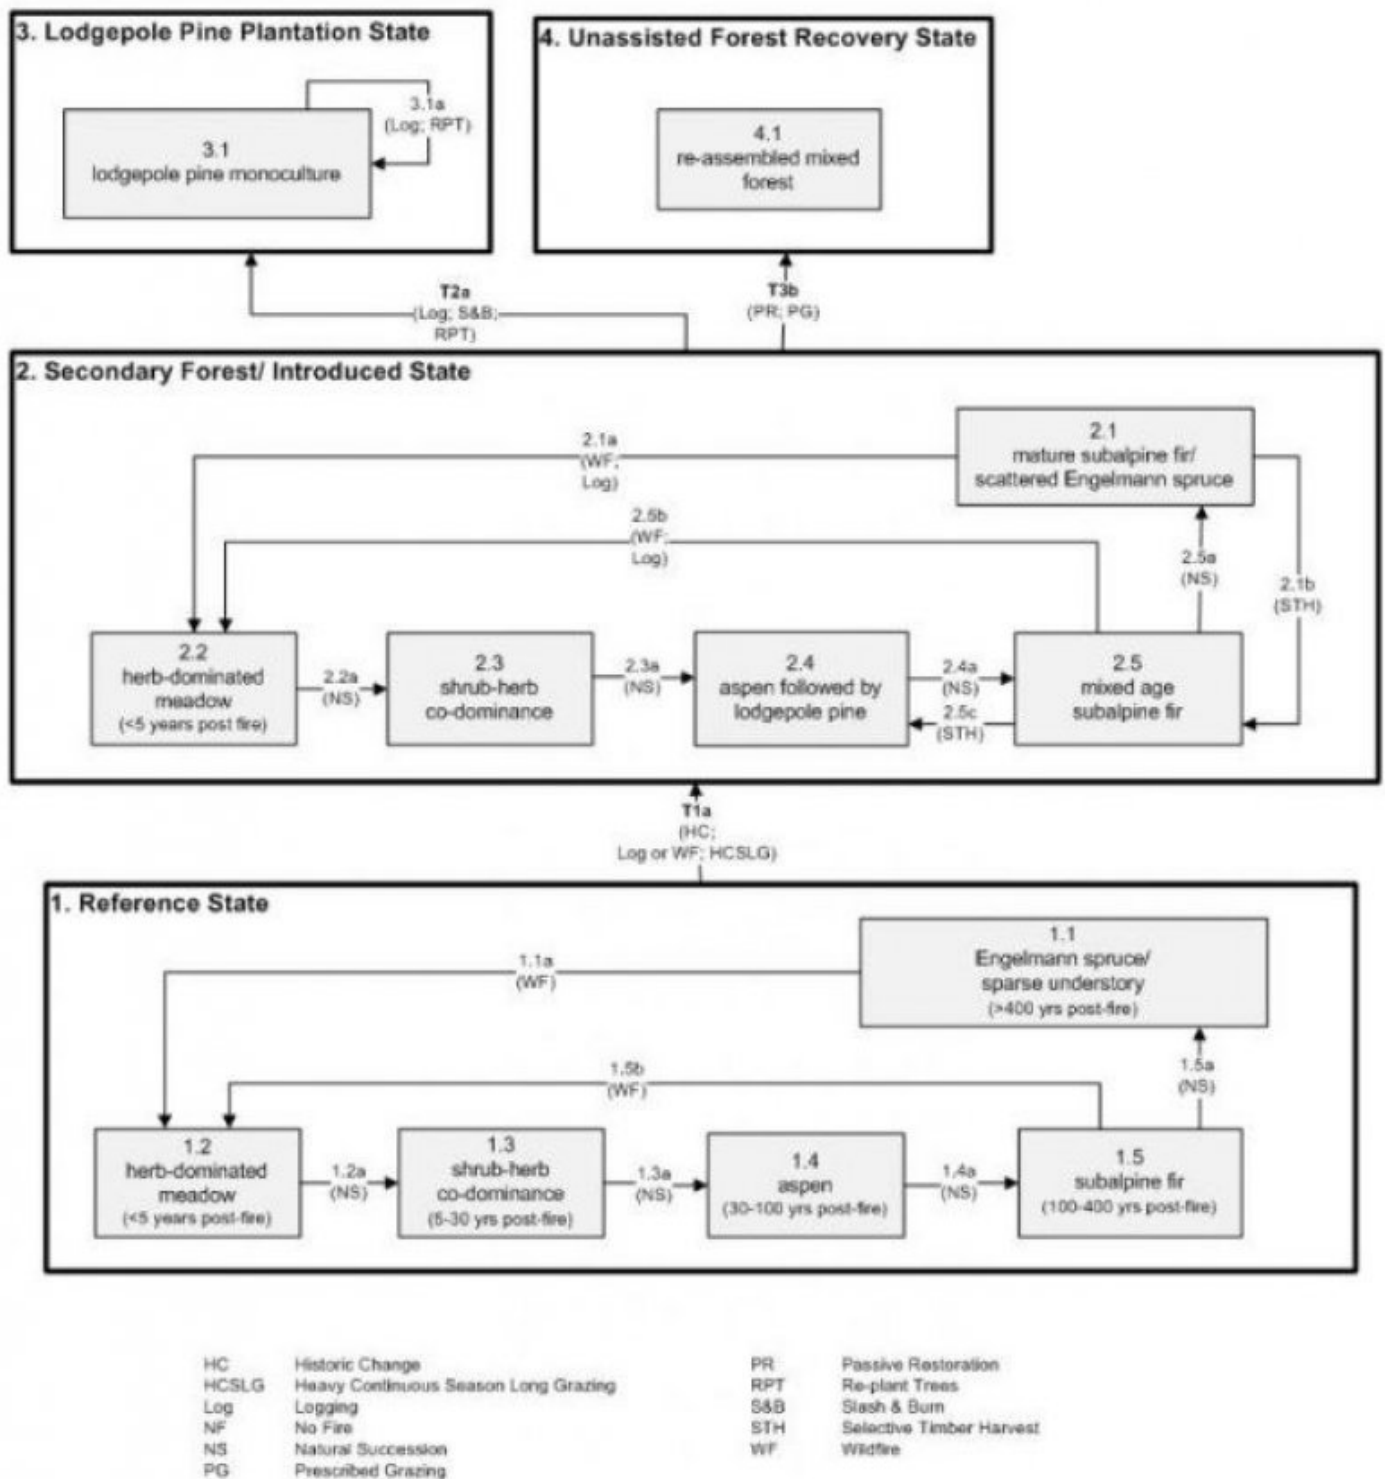 3. Lodgepole Pine Plantation State
3.1a
(Log; RPT)
3.1
lodgepole pine monoculture
4. Unassisted Forest Recovery State
4.1
re-assembled mixed
forest
T2a
(Log; S&B;
RPT)
T3b
(PR; PG)
2. Secondary Forest/ Introduced State
2.1
mature subalpine fir/
scattered Engelmann spruce
2.1a
(WF;
Log)
2.5b
(WF;
Log)
2.5a
(NS)
2.1b
(STH)
2.2
herb-dominated
meadow
(<5 years post fire)
2.2a
(NS)
2.3
shrub-herb
co-dominance
2.3a
(NS)
2.4
aspen followed by
lodgepole pine
2.4a
(NS)
2.5c
(STH)
2.5
mixed age
subalpine fir
T1a
(HC;
Log or WF; HCSLG)
1. Reference State
1.1
Engelmann spruce/
sparse understory
(>400 yrs post-fire)
1.1a
(WF)
1.5b
(WF)
1.5a
(NS)
1.2
herb-dominated
meadow
(<5 years post-fire)
1.2a
(NS)
1.3
shrub-herb
co-dominance
(5-30 yrs post-fire)
1.3a
(NS)
1.4
aspen
(30-100 yrs post-fire)
1.4a
(NS)
1.5
subalpine fir
(100-400 yrs post-fire)
HC Historic Change
HCSLG Heavy Continuous Season Long Grazing
Log Logging
NF No Fire
NS Natural Succession
PG Prescribed Grazing
PR Passive Restoration
RPT Re-plant Trees
S&B Slash & Burn
STH Selective Timber Harvest
WF Wildfire